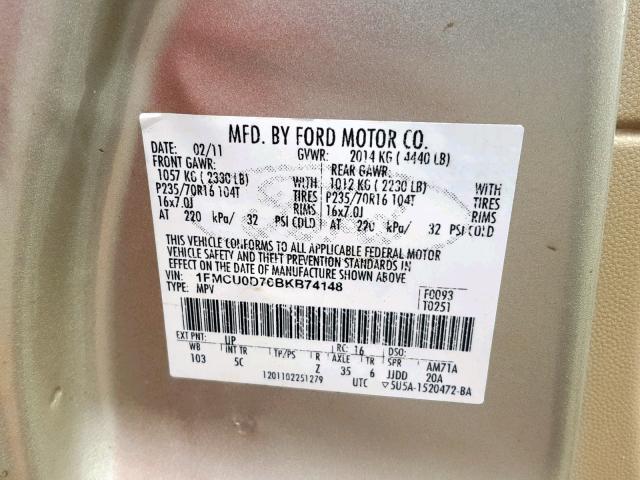 MFD. BY FORD MOTOR CO.
DATE: 02/11 GVWR: 2014 KG ( 4440 LB)
FRONT GAWR: REAR GAWR:
1057 KG ( 2330 LB) WITH 1012 KG ( 2230 LB) WITH
P235/70R16 104T TIRES P235/70R16 104T TIRES
16x7.0J RIMS 16x7.0J RIMS
AT 220 kPa/ 32 PSI COLD AT 220 kPa/ 32 PSI COLD
THIS VEHICLE CONFORMS TO ALL APPLICABLE FEDERAL MOTOR
VEHICLE SAFETY AND THEFT PREVENTION STANDARDS IN
EFFECT ON THE DATE OF MANUFACTURE SHOWN ABOVE.
VIN: 1FMCU0D76BKB74148 F0093
TYPE: MPV T0251
EXT PNT: UP RC: 16 DSO:
WB INT TR TP/PS R AXLE TR SPR AM71A
103 5C Z 35 6 JJDD 20A
1201102251279 UTC ▽5U5A-1520472-BA